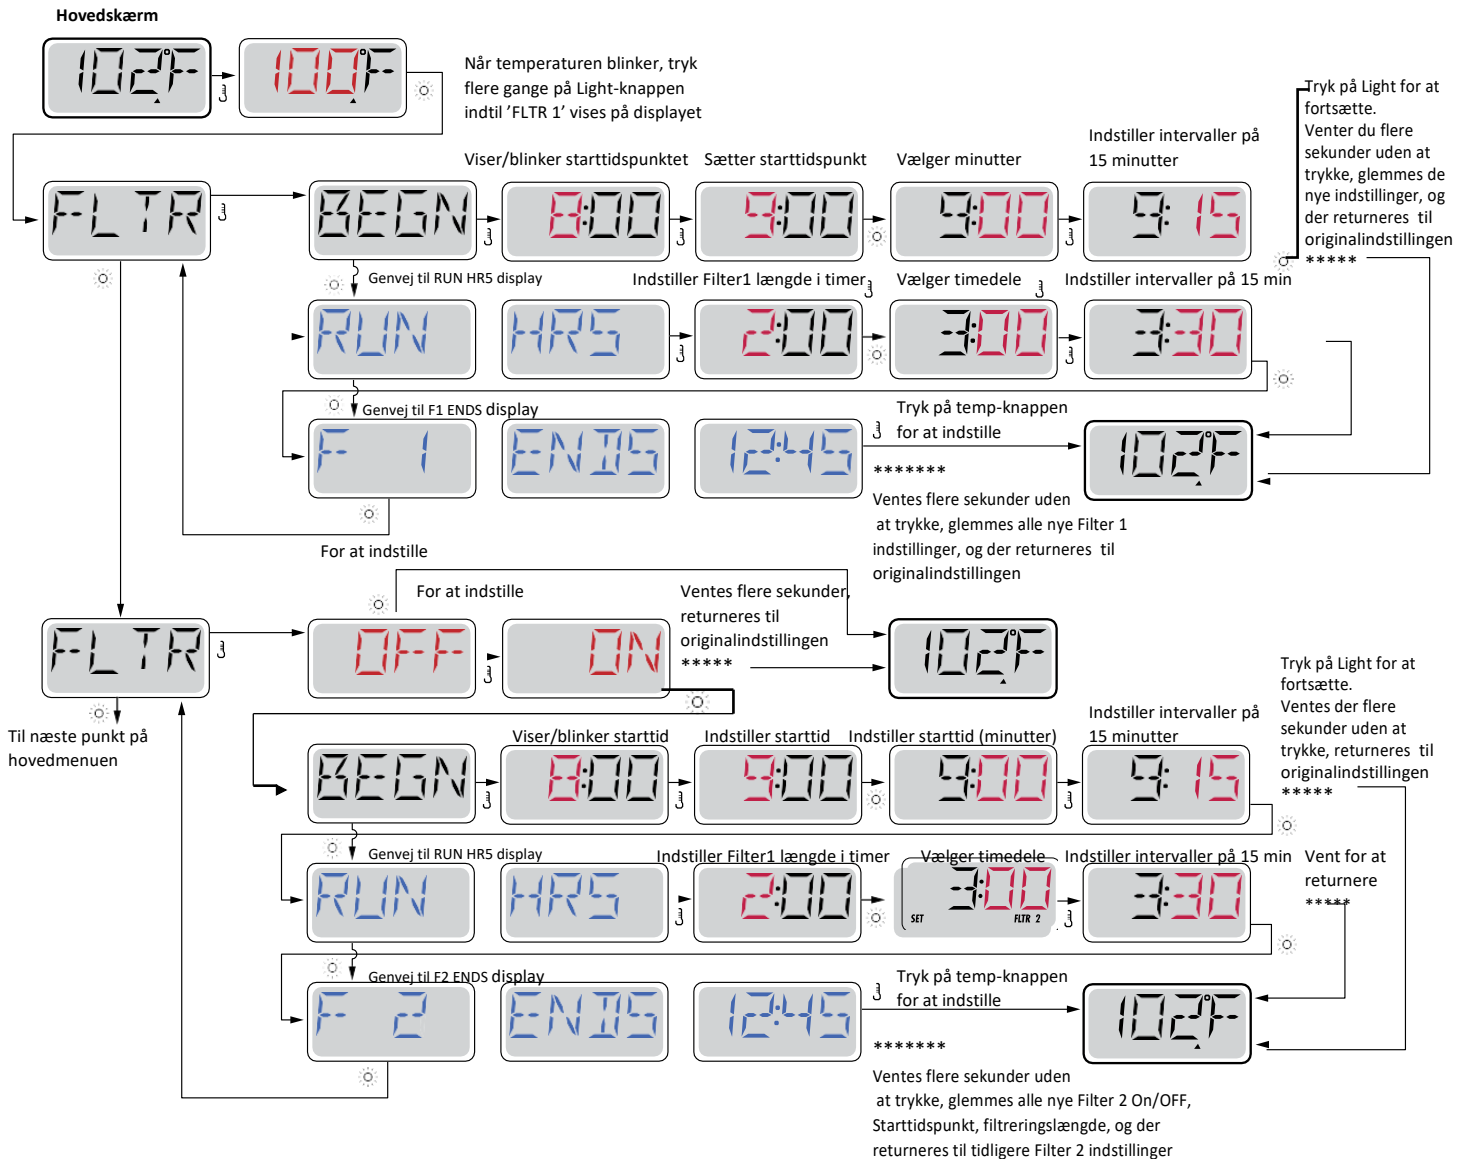 Hovedskærm
102°F
100°F
Når temperaturen blinker, tryk
flere gange på Light-knappen
indtil ’FLTR 1’ vises på displayet
Tryk på Light for at
fortsætte.
Venter du flere
sekunder uden at
trykke, glemmes de
nye indstillinger, og
der returneres til
originalindstillingen
*****
Viser/blinker starttidspunktet
Sætter starttidspunkt
Vælger minutter
Indstiller intervaller på
15 minutter
FLTR
BEGN
8:00
9:00
9:00
9:15
Genvej til RUN HR5 display
Indstiller Filter1 længde i timer
Vælger timedele
Indstiller intervaller på 15 min
RUN
HRS
2:00
3:00
3:30
Genvej til F1 ENDS display
Tryk på temp-knappen
for at indstille
F 1
ENDS
12:45
102°F
*******
Ventes flere sekunder uden
at trykke, glemmes alle nye Filter 1
indstillinger, og der returneres til
originalindstillingen
For at indstille
For at indstille
Ventes flere sekunder,
returneres til
originalindstillingen
*****
FLTR
OFF
ON
102°F
Til næste punkt på
hovedmenuen
Tryk på Light for at
fortsætte.
Ventes der flere
sekunder uden at
trykke, returneres til
originalindstillingen
*****
Viser/blinker starttid
Indstiller starttid
Indstiller starttid (minutter)
Indstiller intervaller på
15 minutter
BEGN
8:00
9:00
9:00
9:15
Genvej til RUN HR5 display
Indstiller Filter1 længde i timer
Vælger timedele
Indstiller intervaller på 15 min
Vent for at
returnere
*****
RUN
HRS
2:00
3:00
SET
FLTR 2
3:30
Genvej til F2 ENDS display
Tryk på temp-knappen
for at indstille
F 2
ENDS
12:45
102°F
*******
Ventes flere sekunder uden
at trykke, glemmes alle nye Filter 2 On/OFF,
Starttidspunkt, filtreringslængde, og der
returneres til tidligere Filter 2 indstillinger